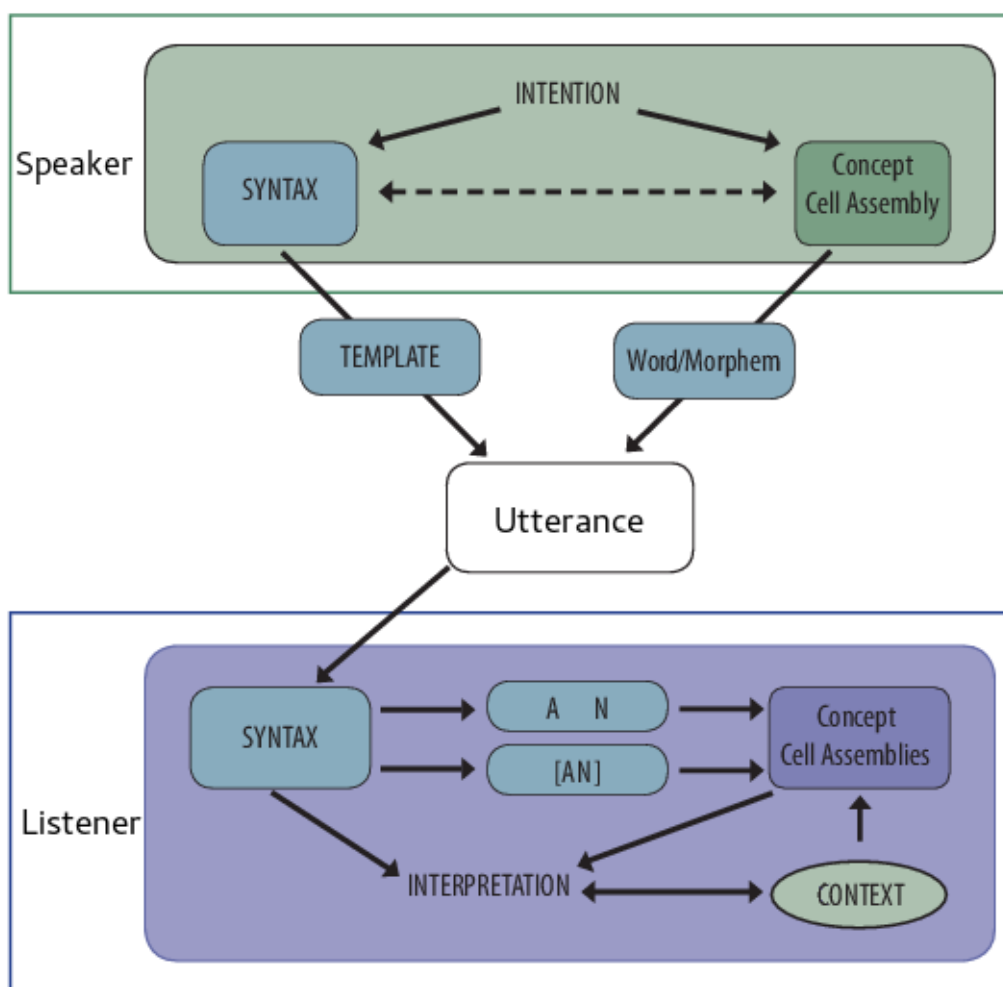 INTENTION
Speaker
SYNTAX
Concept
Cell Assembly
TEMPLATE
Word/Morphem
Utterance
SYNTAX
A N
[AN]
Concept
Cell Assemblies
Listener
INTERPRETATION
CONTEXT